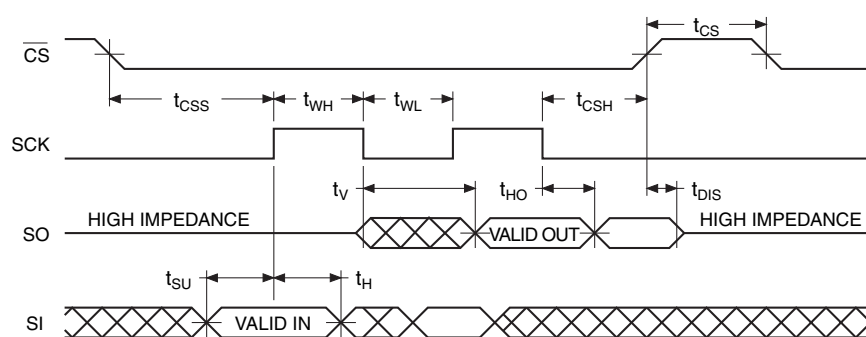 t_CS
C̅S̅
t_CSS t_WH t_WL t_CSH
SCK
t_V t_HO t_DIS
HIGH IMPEDANCE HIGH IMPEDANCE
SO VALID OUT
t_SU t_H
SI VALID IN